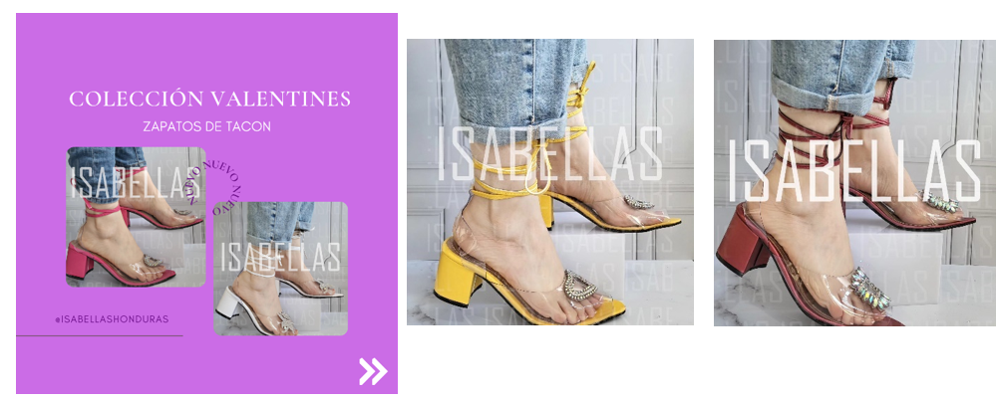 COLECCIÓN VALENTINES
ZAPATOS DE TACON
ISABELLAS
NUEVO NUEVO NUEVO
ISABELLAS
@ISABELLASHONDURAS
ISABELLAS
ISABELLAS